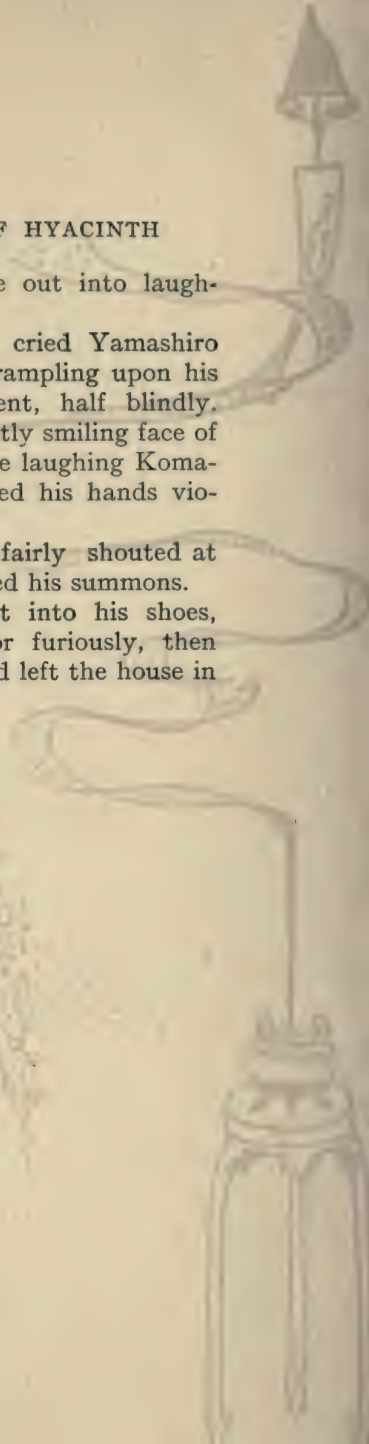 F HYACINTH
e out into laugh-
cried Yamashiro
rampling upon his
ent, half blindly.
tly smiling face of
e laughing Koma-
ed his hands vio-
fairly shouted at
ed his summons.
t into his shoes,
or furiously, then
d left the house in